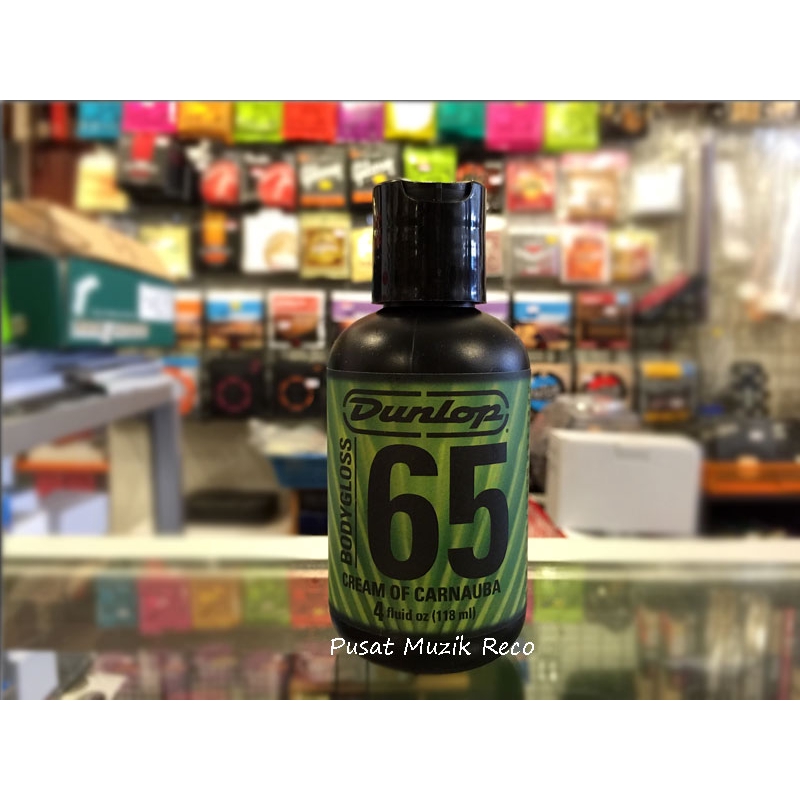 Dunlop
BODYGLOSS
65
CREAM OF CARNAUBA
4 fluid oz (118 ml)
Pusat Muzik Reco